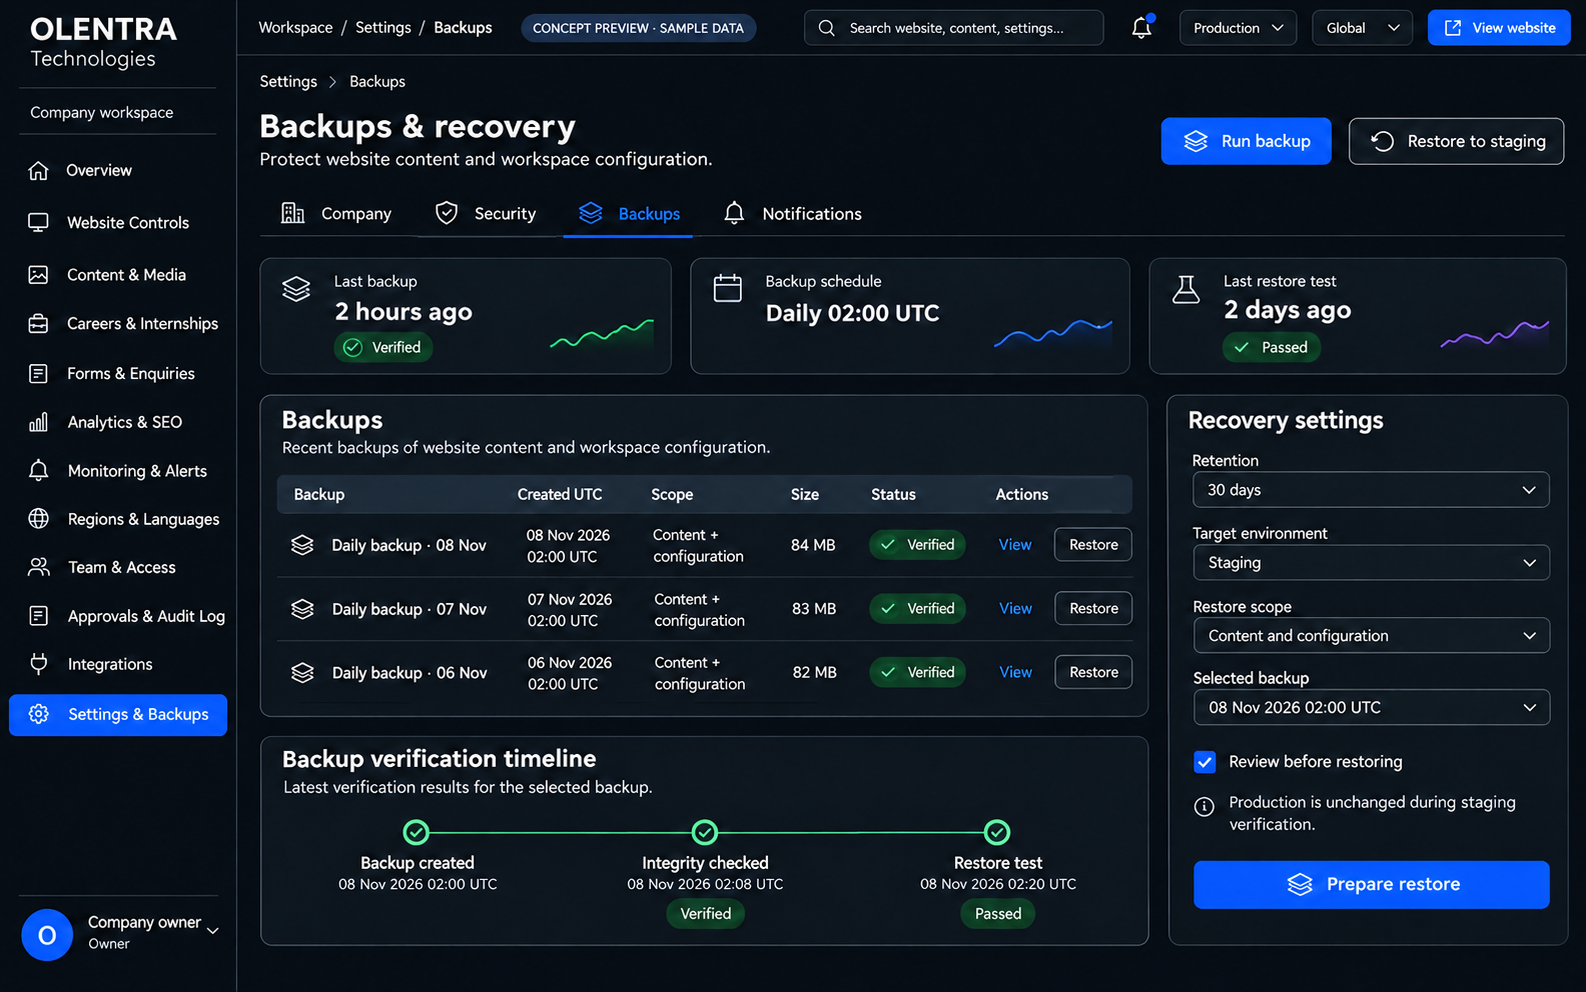 OLENTRA
Technologies
Company workspace
Overview
Website Controls
Content & Media
Careers & Internships
Forms & Enquiries
Analytics & SEO
Monitoring & Alerts
Regions & Languages
Team & Access
Approvals & Audit Log
Integrations
Settings & Backups
O
Company owner
Owner
Workspace / Settings / Backups
CONCEPT PREVIEW · SAMPLE DATA
Search website, content, settings...
Production
Global
View website
Settings > Backups
Backups & recovery
Protect website content and workspace configuration.
Run backup
Restore to staging
Company
Security
Backups
Notifications
Last backup
2 hours ago
Verified
Backup schedule
Daily 02:00 UTC
Last restore test
2 days ago
Passed
Backups
Recent backups of website content and workspace configuration.
Backup Created UTC Scope Size Status Actions
Daily backup · 08 Nov
08 Nov 2026
02:00 UTC
Content +
configuration
84 MB
Verified
View
Restore
Daily backup · 07 Nov
07 Nov 2026
02:00 UTC
Content +
configuration
83 MB
Verified
View
Restore
Daily backup · 06 Nov
06 Nov 2026
02:00 UTC
Content +
configuration
82 MB
Verified
View
Restore
Backup verification timeline
Latest verification results for the selected backup.
Backup created
08 Nov 2026 02:00 UTC
Integrity checked
08 Nov 2026 02:08 UTC
Verified
Restore test
08 Nov 2026 02:20 UTC
Passed
Recovery settings
Retention
30 days
Target environment
Staging
Restore scope
Content and configuration
Selected backup
08 Nov 2026 02:00 UTC
Review before restoring
Production is unchanged during staging
verification.
Prepare restore